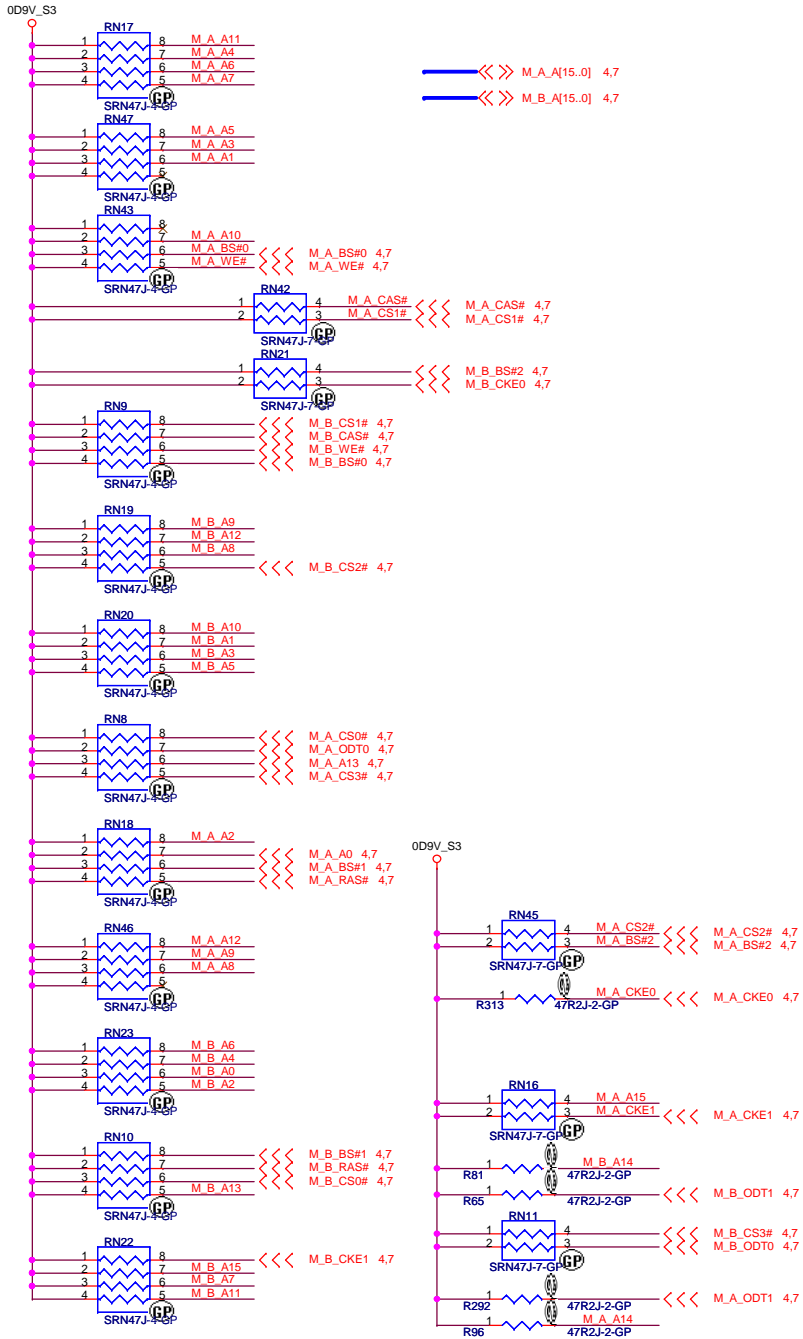 0D9V_S3
RN17
1 8 M_A_A11
2 7 M_A_A4
3 6 M_A_A6
4 5 M_A_A7
GP
SRN47J-4-GP
M_A_A[15..0] 4,7
M_B_A[15..0] 4,7
RN47
1 8 M_A_A5
2 7 M_A_A3
3 6 M_A_A1
4 5
GP
SRN47J-4-GP
RN43
1 8
2 7 M_A_A10
3 6 M_A_BS#0 M_A_BS#0 4,7
4 5 M_A_WE# M_A_WE# 4,7
GP
SRN47J-4-GP
RN42
1 4 M_A_CAS# M_A_CAS# 4,7
2 3 M_A_CS1# M_A_CS1# 4,7
GP
SRN47J-7-GP
RN21
1 4 M_B_BS#2 4,7
2 3 M_B_CKE0 4,7
GP
SRN47J-7-GP
RN9
1 8 M_B_CS1# 4,7
2 7 M_B_CAS# 4,7
3 6 M_B_WE# 4,7
4 5 M_B_BS#0 4,7
GP
SRN47J-4-GP
RN19
1 8 M_B_A9
2 7 M_B_A12
3 6 M_B_A8
4 5 M_B_CS2# 4,7
GP
SRN47J-4-GP
RN20
1 8 M_B_A10
2 7 M_B_A1
3 6 M_B_A3
4 5 M_B_A5
GP
SRN47J-4-GP
RN8
1 8 M_A_CS0# 4,7
2 7 M_A_ODT0 4,7
3 6 M_A_A13 4,7
4 5 M_A_CS3# 4,7
GP
SRN47J-4-GP
RN18
1 8 M_A_A2
2 7 M_A_A0 4,7
3 6 M_A_BS#1 4,7
4 5 M_A_RAS# 4,7
GP
SRN47J-4-GP
RN46
1 8 M_A_A12
2 7 M_A_A9
3 6 M_A_A8
4 5
GP
SRN47J-4-GP
RN23
1 8 M_B_A6
2 7 M_B_A4
3 6 M_B_A0
4 5 M_B_A2
GP
SRN47J-4-GP
RN10
1 8 M_B_BS#1 4,7
2 7 M_B_RAS# 4,7
3 6 M_B_CS0# 4,7
4 5 M_B_A13
GP
SRN47J-4-GP
RN22
1 8 M_B_CKE1 4,7
2 7 M_B_A15
3 6 M_B_A7
4 5 M_B_A11
GP
SRN47J-4-GP
0D9V_S3
RN45
1 4 M_A_CS2# M_A_CS2# 4,7
2 3 M_A_BS#2 M_A_BS#2 4,7
GP
SRN47J-7-GP
1 M_A_CKE0 M_A_CKE0 4,7
R313 47R2J-2-GP
RN16
1 4 M_A_A15
2 3 M_A_CKE1 M_A_CKE1 4,7
GP
SRN47J-7-GP
1 M_B_A14
R81 47R2J-2-GP
1 M_B_ODT1 4,7
R65 47R2J-2-GP
RN11
1 4 M_B_CS3# 4,7
2 3 M_B_ODT0 4,7
GP
SRN47J-7-GP
1 M_A_ODT1 4,7
R292 47R2J-2-GP
1 M_A_A14
R96 47R2J-2-GP